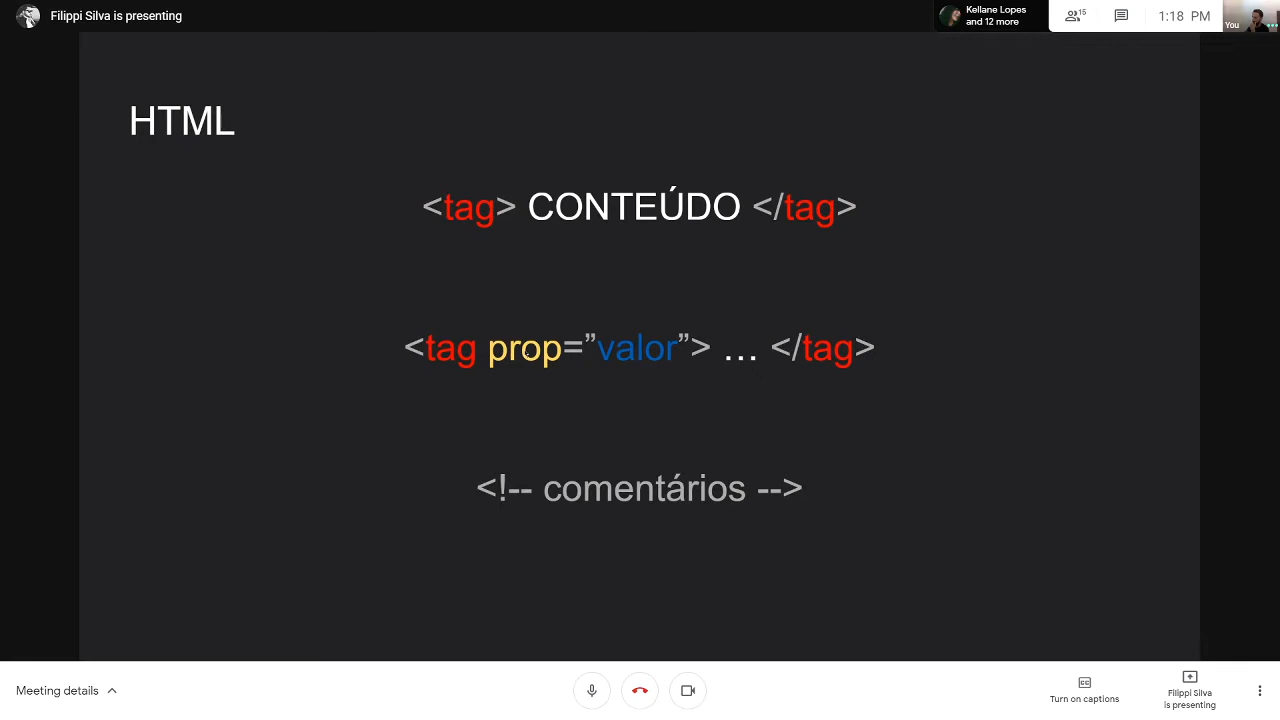 Filippi Silva is presenting
Kellane Lopes
and 12 more
15
1:18 PM
You
HTML
<tag> CONTEÚDO </tag>
<tag prop=”valor”> ... </tag>
<!-- comentários -->
Meeting details
Turn on captions
Filippi Silva
is presenting